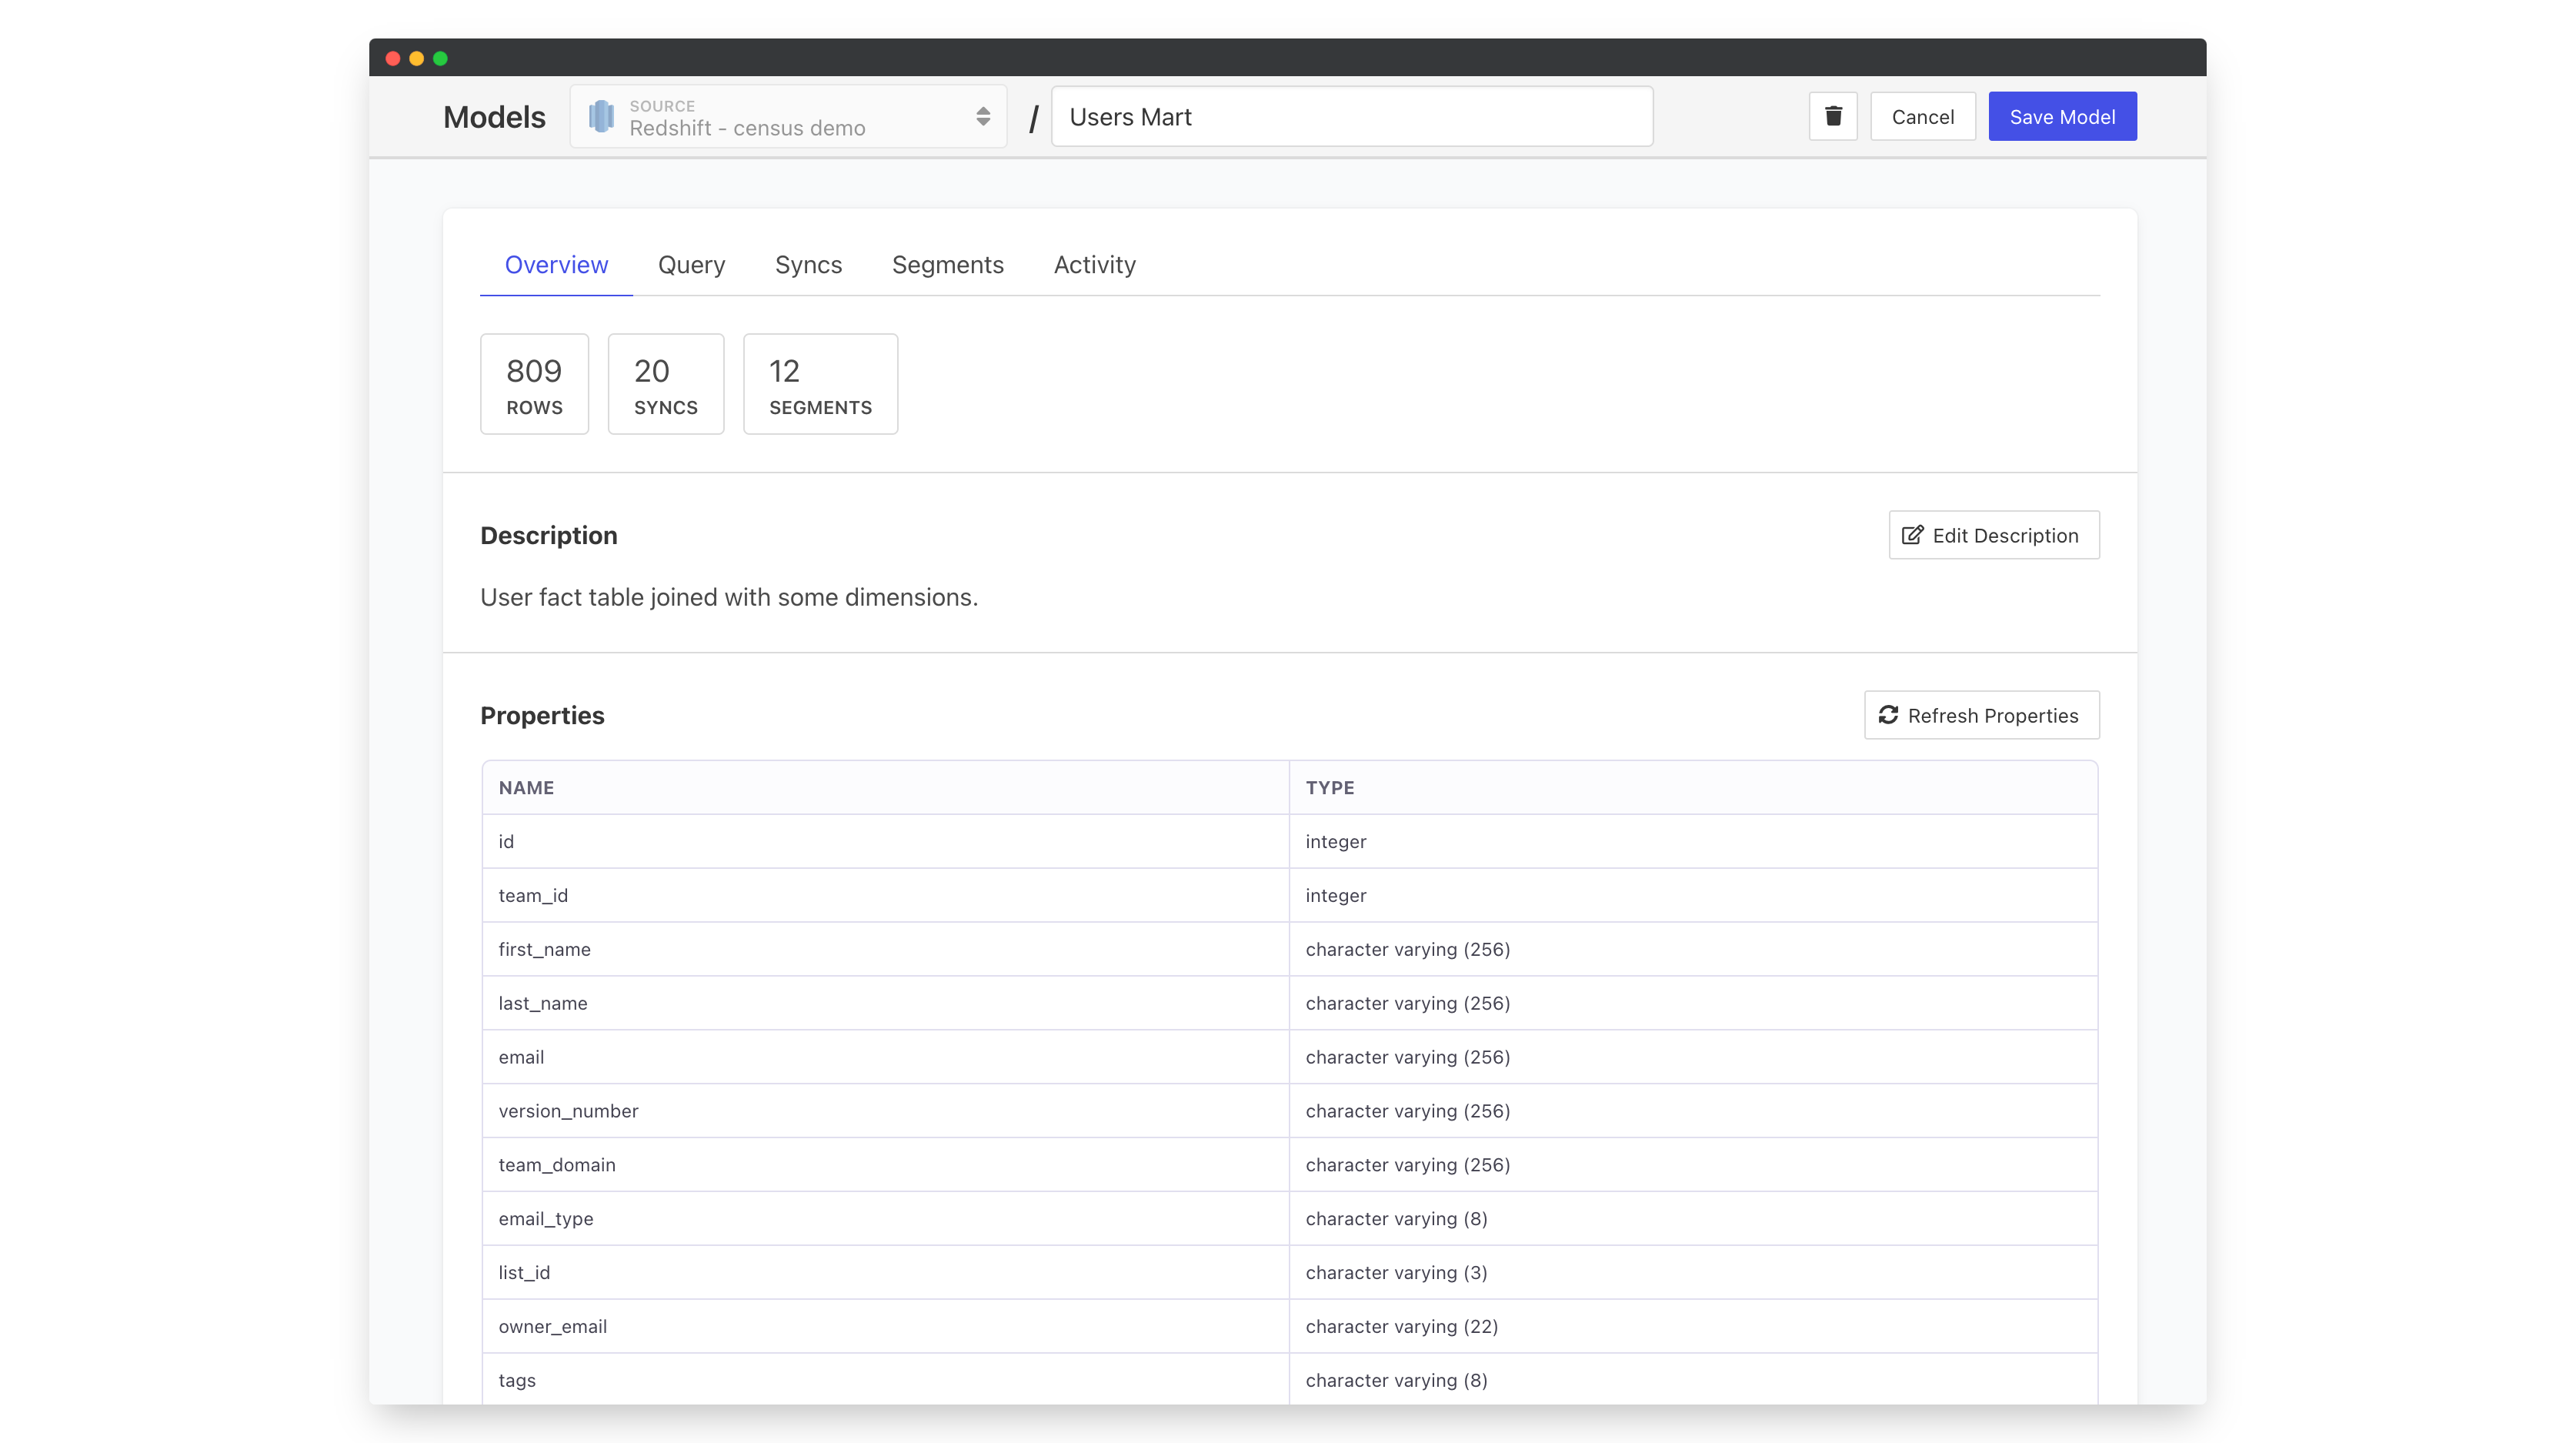 Models
SOURCE
Redshift - census demo
/
Users Mart
Cancel
Save Model
Overview Query Syncs Segments Activity
809 20 12
ROWS SYNCS SEGMENTS
Description
Edit Description
User fact table joined with some dimensions.
Properties
Refresh Properties
NAME TYPE
id integer
team_id integer
first_name character varying (256)
last_name character varying (256)
email character varying (256)
version_number character varying (256)
team_domain character varying (256)
email_type character varying (8)
list_id character varying (3)
owner_email character varying (22)
tags character varying (8)